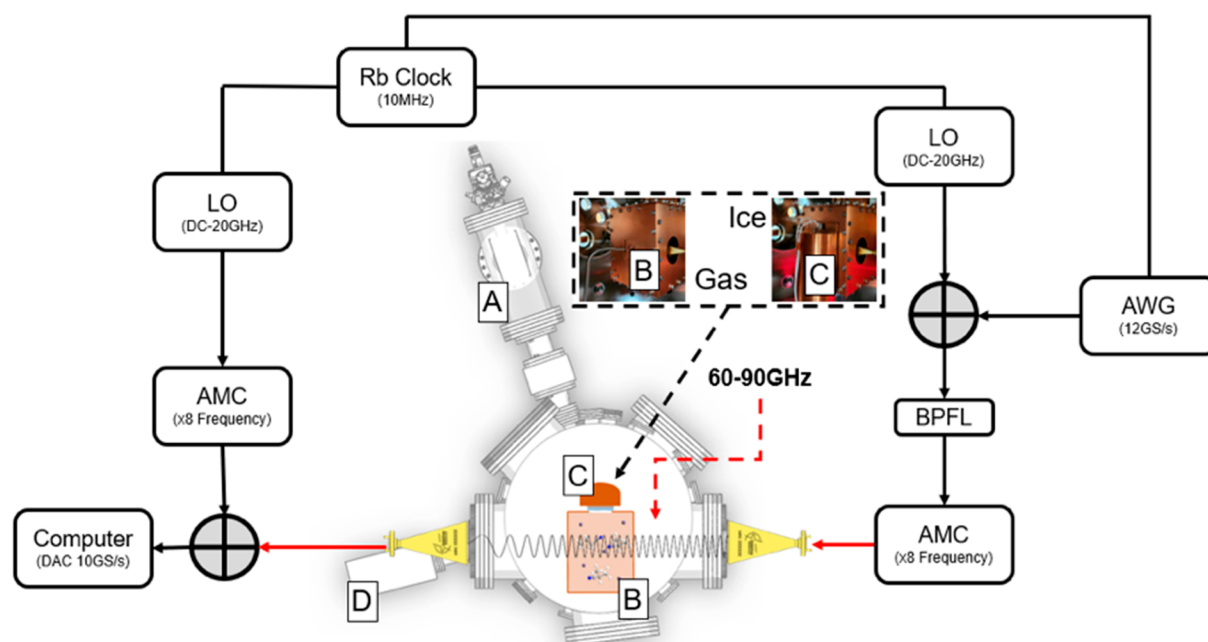 Rb Clock
(10MHz)
LO
(DC-20GHz)
LO
(DC-20GHz)
Ice
B
Gas
C
A
AWG
(12GS/s)
60-90GHz
AMC
(x8 Frequency)
BPFL
C
Computer
(DAC 10GS/s)
AMC
(x8 Frequency)
D
B